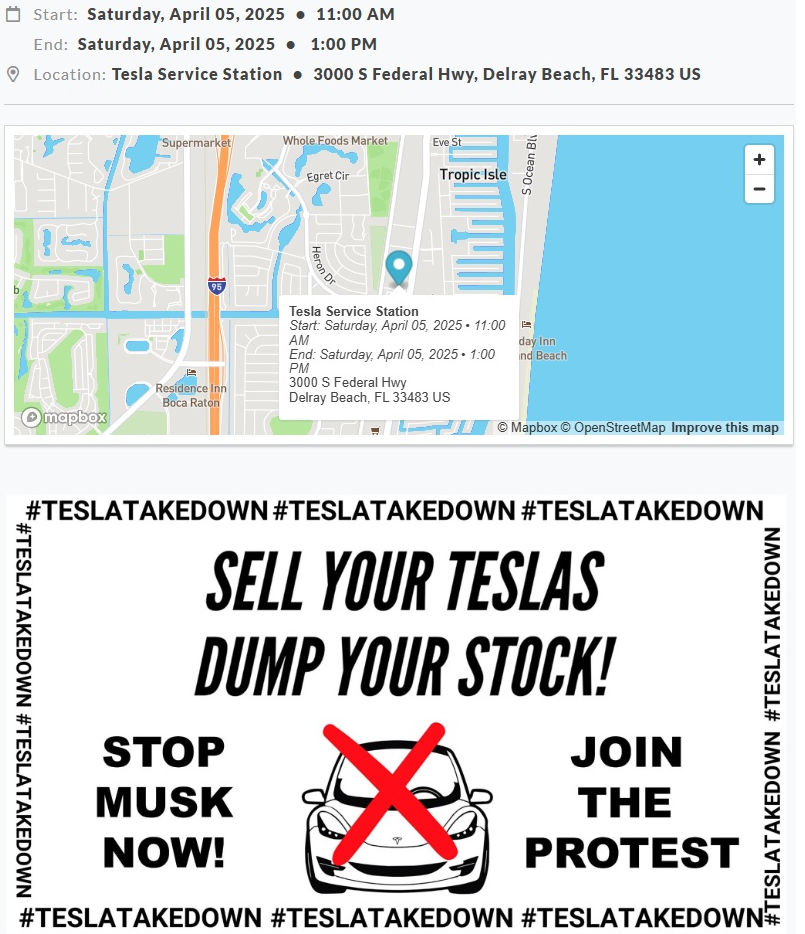 Start: Saturday, April 05, 2025 ● 11:00 AM
End: Saturday, April 05, 2025 ● 1:00 PM
Location: Tesla Service Station ● 3000 S Federal Hwy, Delray Beach, FL 33483 US
Supermarket
Whole Foods Market
Eve St
Egret Cir
Tropic Isle
S Ocean Blv
+
−
Heron Dr
95
b
Tesla Service Station
Start: Saturday, April 05, 2025 • 11:00
AM
End: Saturday, April 05, 2025 • 1:00
PM
3000 S Federal Hwy
Delray Beach, FL 33483 US
day Inn
nd Beach
Residence Inn
Boca Raton
mapbox
© Mapbox © OpenStreetMap Improve this map
#TESLATAKEDOWN #TESLATAKEDOWN #TESLATAKEDOWN
#TESLATAKEDOWN #TESLATAKEDOWN
SELL YOUR TESLAS
DUMP YOUR STOCK!
STOP
MUSK
NOW!
JOIN
THE
PROTEST
#TESLATAKEDOWN #TESLATAKEDOWN
#TESLATAKEDOWN #TESLATAKEDOWN #TESLATAKEDOWN